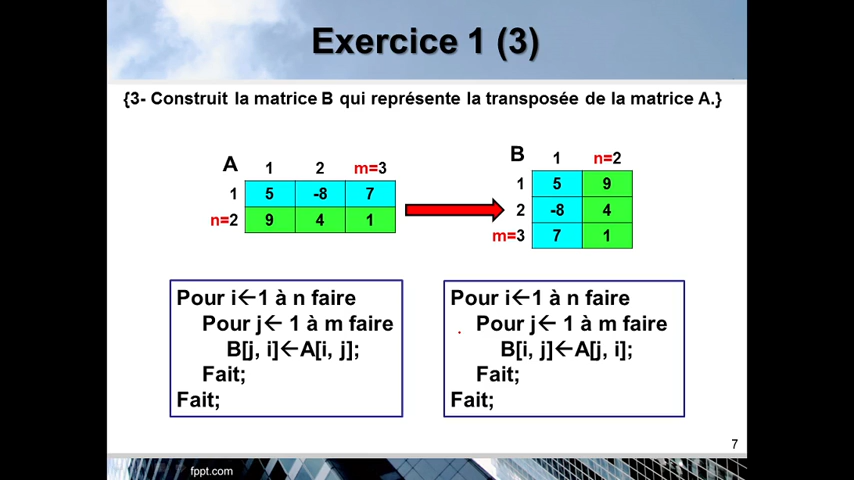 Exercice 1 (3)
{3- Construit la matrice B qui représente la transposée de la matrice A.}
A 1 2 m=3
1 5 -8 7
n=2 9 4 1
B 1 n=2
1 5 9
2 -8 4
m=3 7 1
Pour i←1 à n faire
Pour j← 1 à m faire
B[j, i]←A[i, j];
Fait;
Fait;
Pour i←1 à n faire
Pour j← 1 à m faire
B[i, j]←A[j, i];
Fait;
Fait;
7
fppt.com